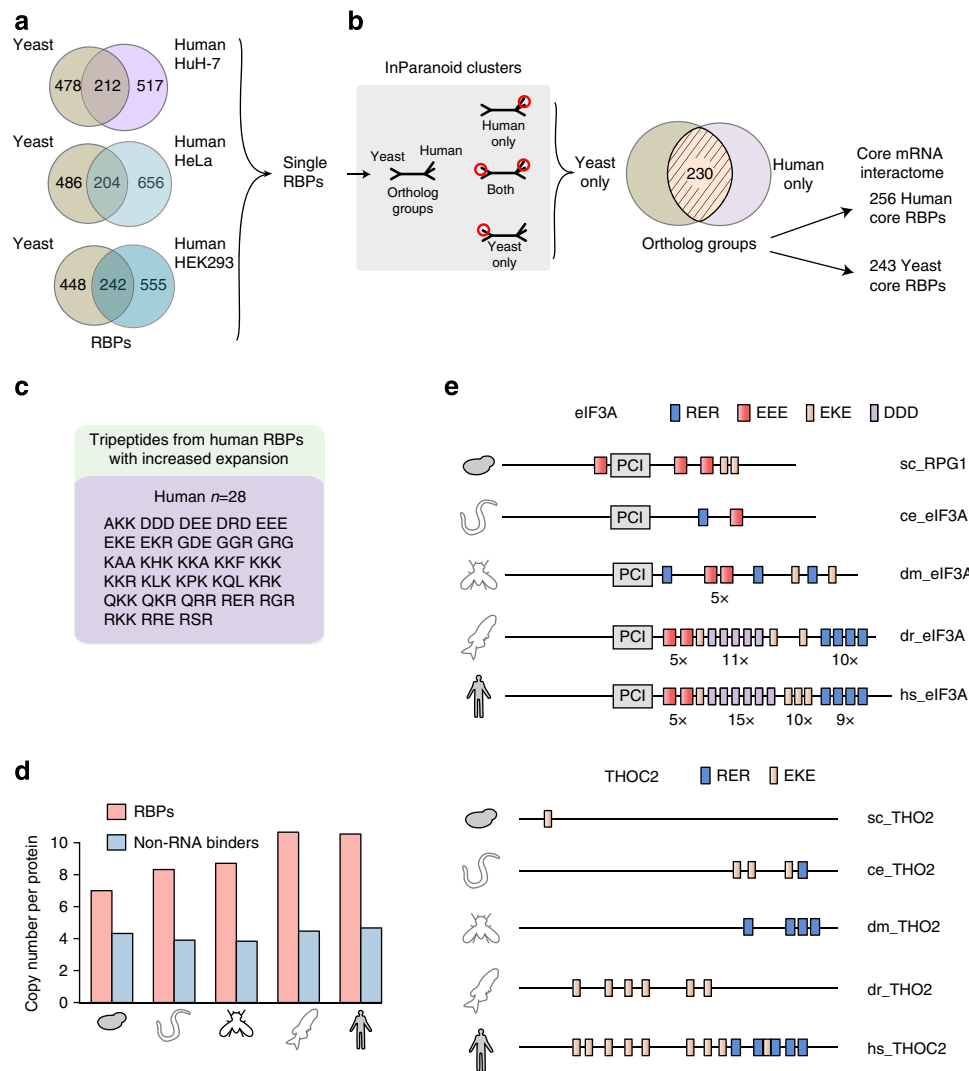 a
Yeast
Human
HuH-7
478
212
517
Yeast
Human
HeLa
486
204
656
Yeast
Human
HEK293
448
242
555
RBPs
Single
RBPs
b
InParanoid clusters
Yeast
Human
Ortholog
groups
Human
only
Both
Yeast
only
Yeast
only
230
Human
only
Ortholog groups
Core mRNA
interactome
256 Human
core RBPs
243 Yeast
core RBPs
c
Tripeptides from human RBPs
with increased expansion
Human n=28
AKK DDD DEE DRD EEE
EKE EKR GDE GGR GRG
KAA KHK KKA KKF KKK
KKR KLK KPK KQL KRK
QKK QKR QRR RER RGR
RKK RRE RSR
d
RBPs
Non-RNA binders
Copy number per protein
10
8
6
4
2
0
e
eIF3A
RER
EEE
EKE
DDD
PCI
sc_RPG1
PCI
ce_eIF3A
PCI
dm_eIF3A
5×
PCI
dr_eIF3A
5×
11×
10×
PCI
hs_eIF3A
5×
15×
10×
9×
THOC2
RER
EKE
sc_THO2
ce_THO2
dm_THO2
dr_THO2
hs_THOC2